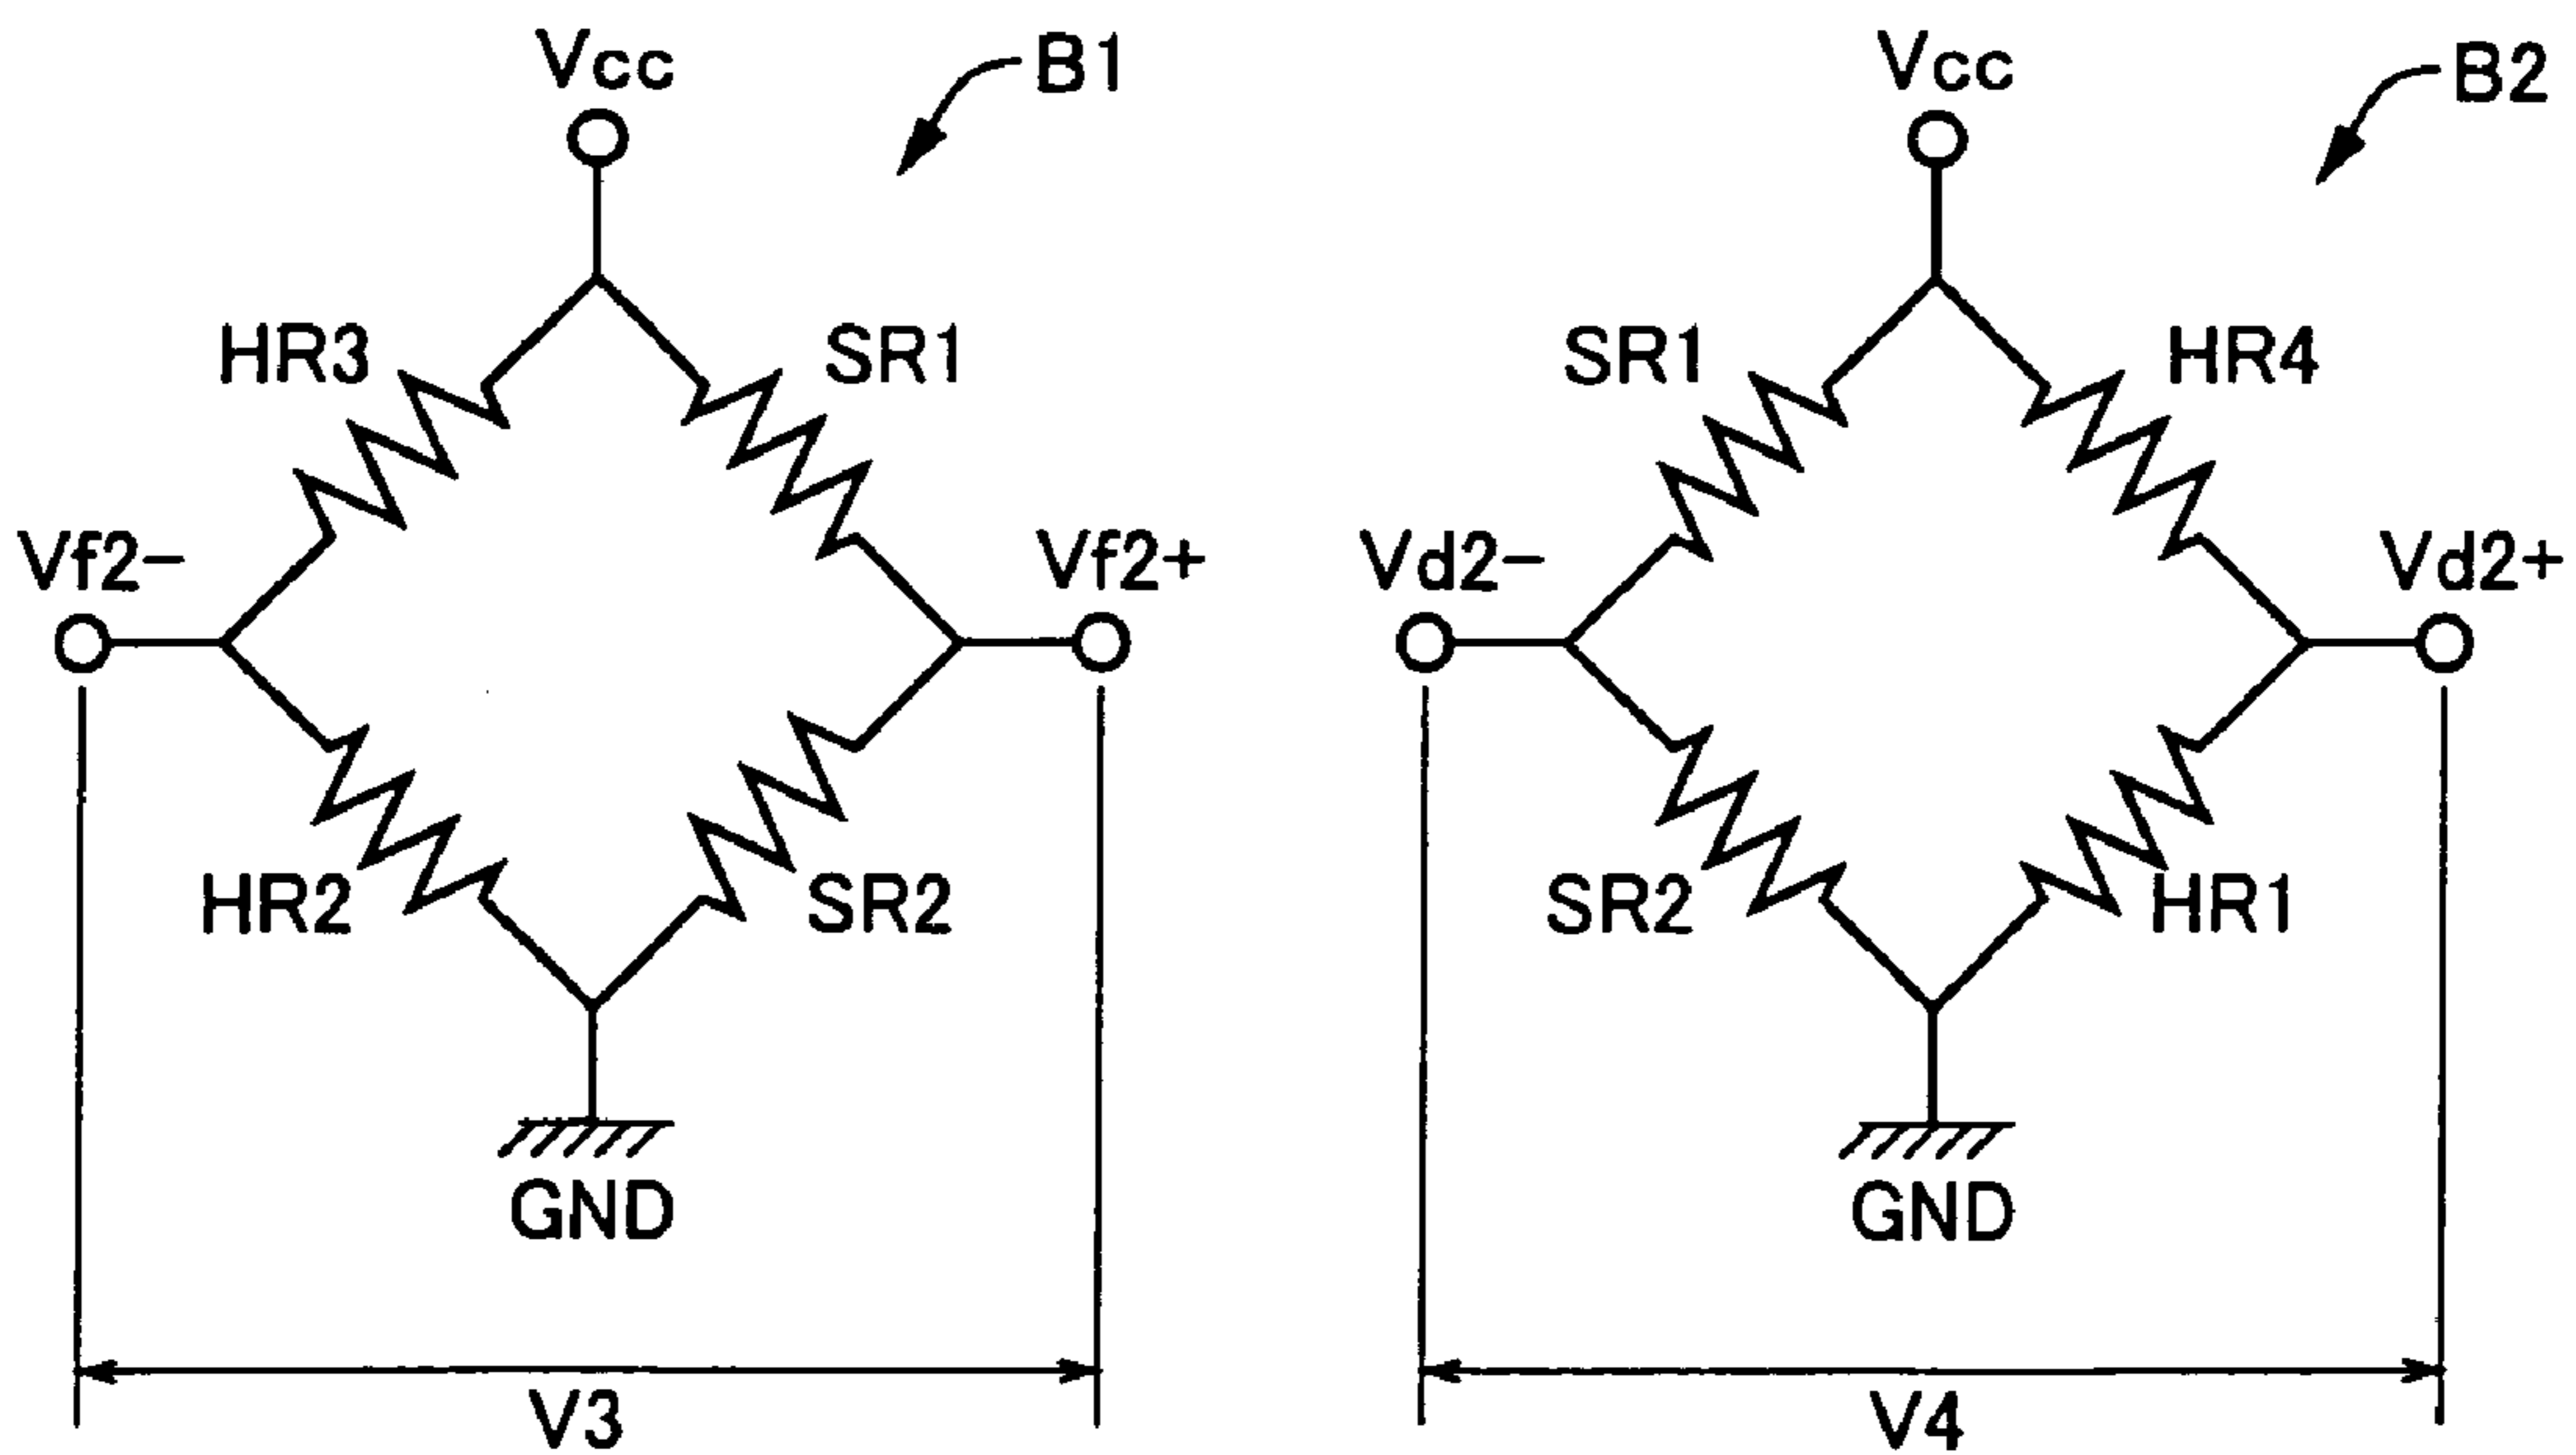 Vcc
B1
HR3
SR1
Vf2-
Vf2+
HR2
SR2
GND
V3
Vcc
B2
SR1
HR4
Vd2-
Vd2+
SR2
HR1
GND
V4